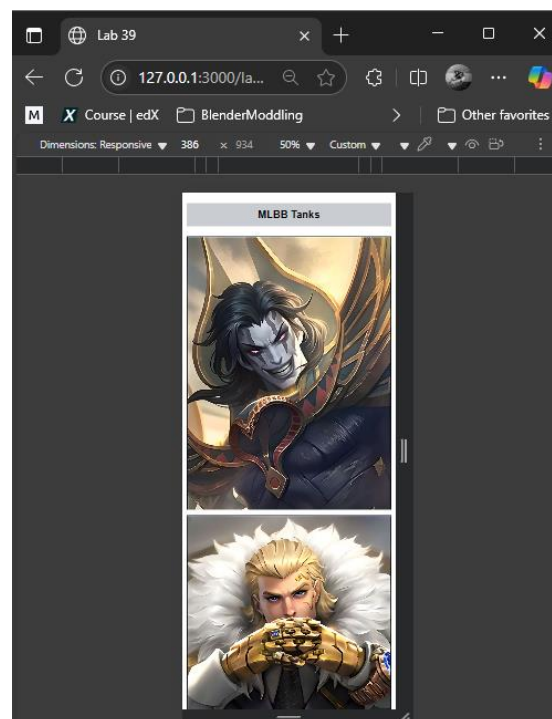 Lab 39
127.0.0.1:3000/la...
M X Course | edX BlenderModdling Other favorites
Dimensions: Responsive 386 × 934 50% Custom
MLBB Tanks